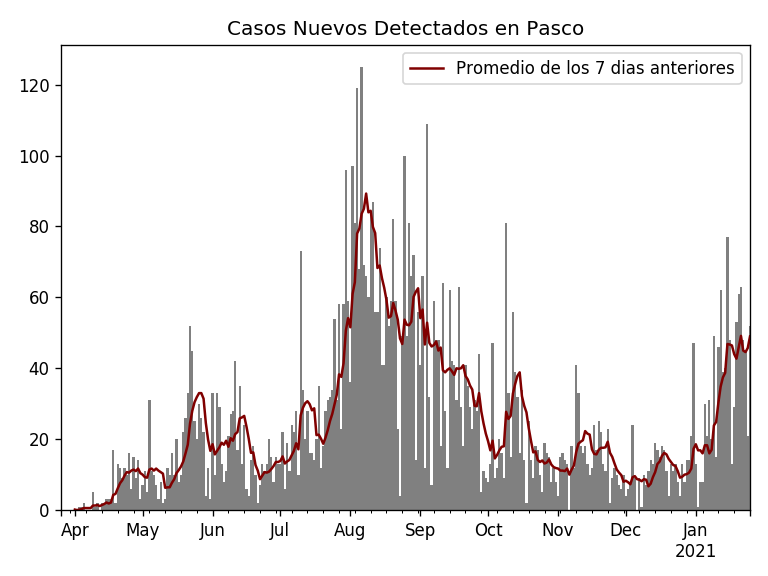 Casos Nuevos Detectados en Pasco
Promedio de los 7 dias anteriores
120
100
80
60
40
20
0
Apr May Jun Jul Aug Sep Oct Nov Dec Jan
2021